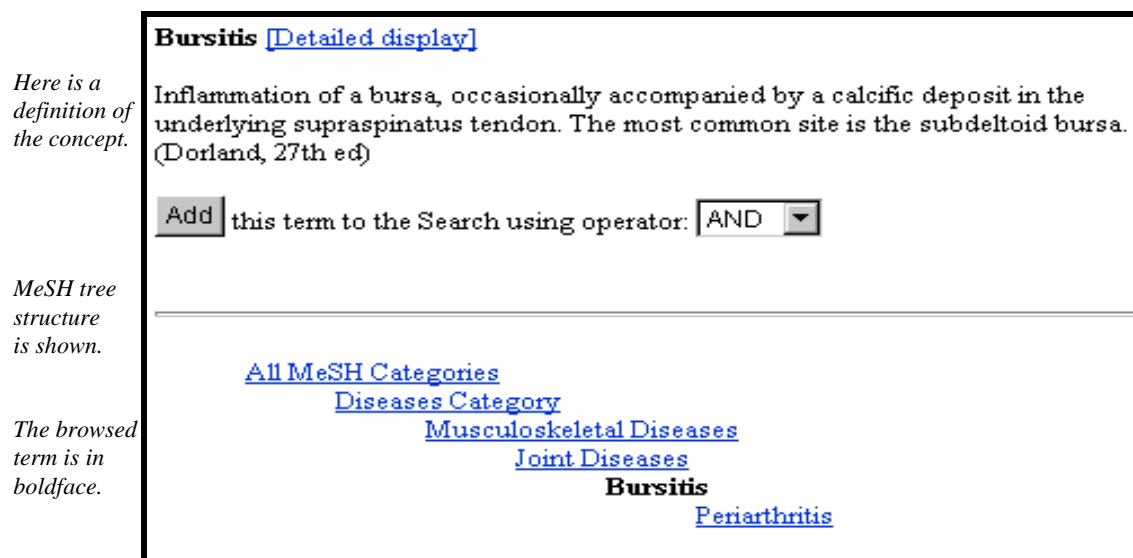 Bursitis [Detailed display]
Here is a
definition of
the concept.
Inflammation of a bursa, occasionally accompanied by a calcific deposit in the
underlying supraspinatus tendon. The most common site is the subdeltoid bursa.
(Dorland, 27th ed)
Add this term to the Search using operator: AND
MeSH tree
structure
is shown.
All MeSH Categories
Diseases Category
Musculoskeletal Diseases
Joint Diseases
The browsed
term is in
boldface.
Bursitis
Periarthritis